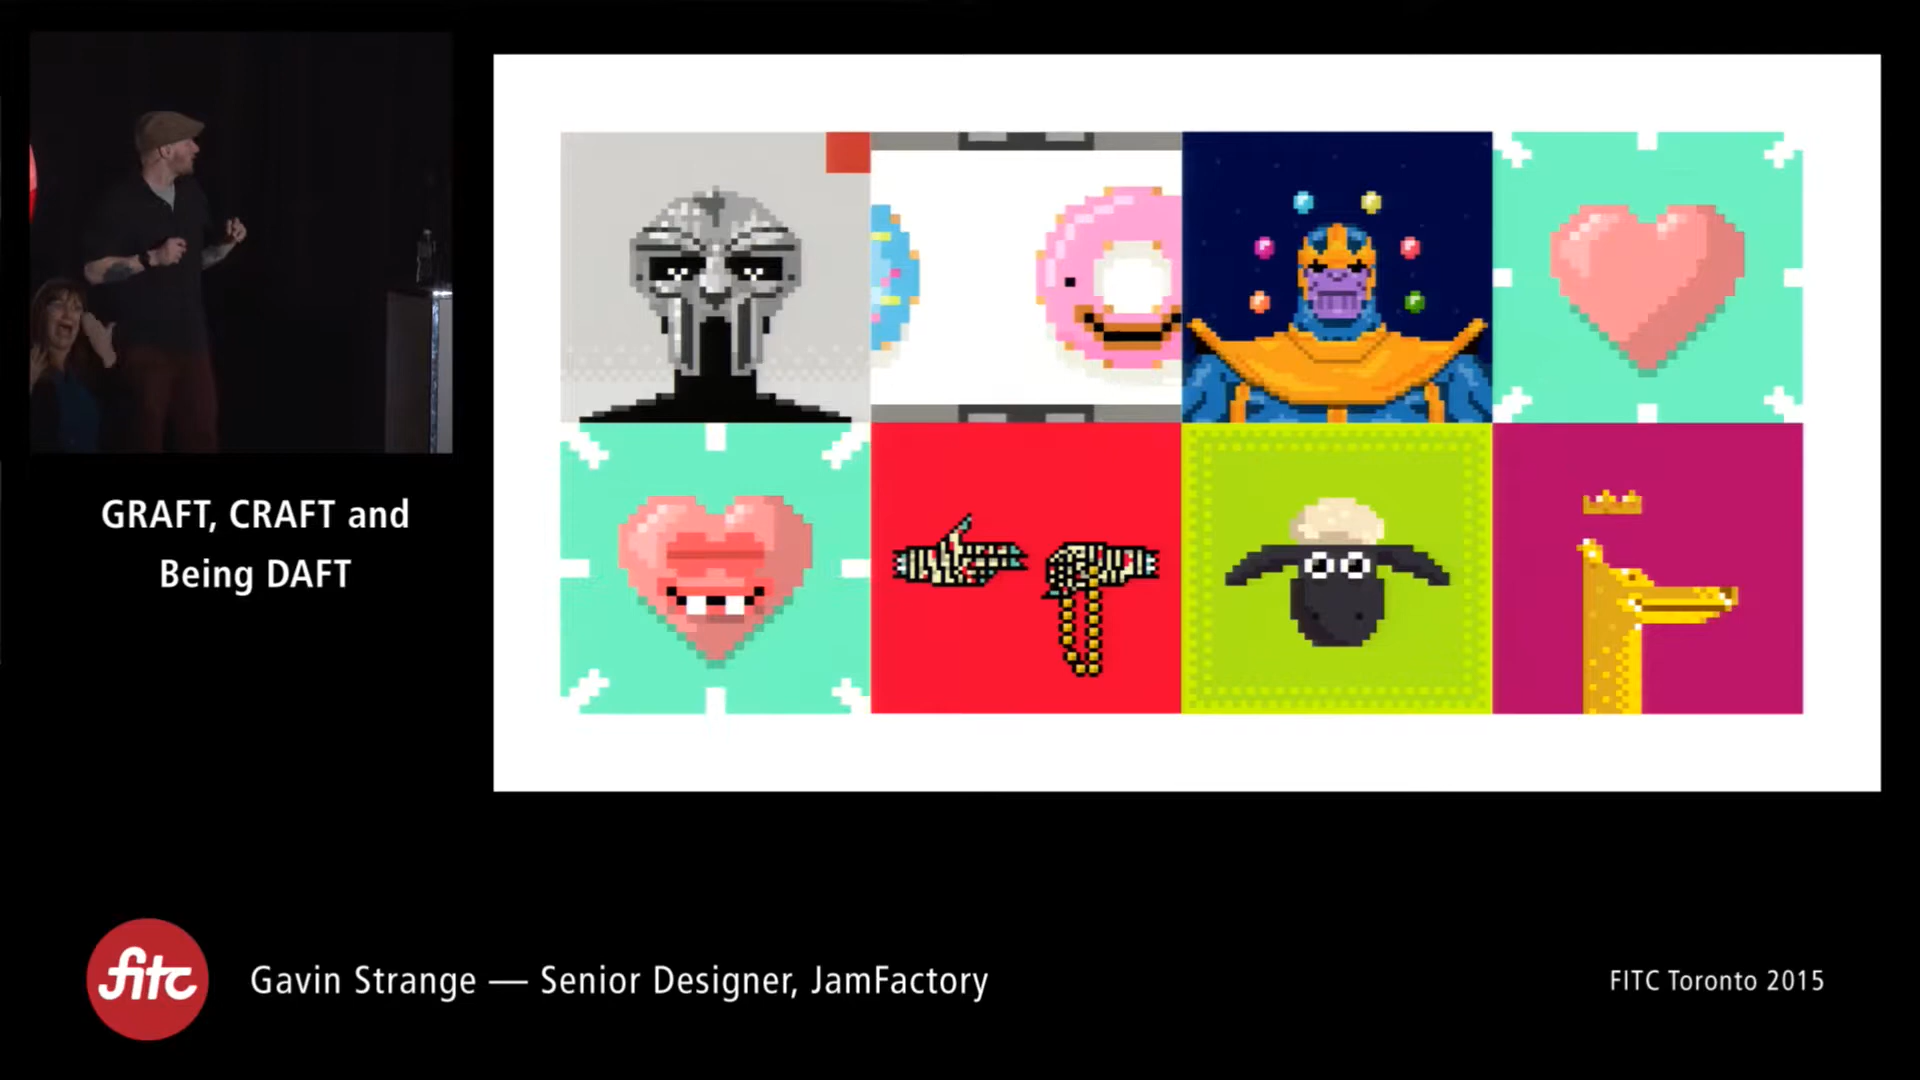 GRAFT, CRAFT and
Being DAFT
fitc
Gavin Strange — Senior Designer, JamFactory
FITC Toronto 2015